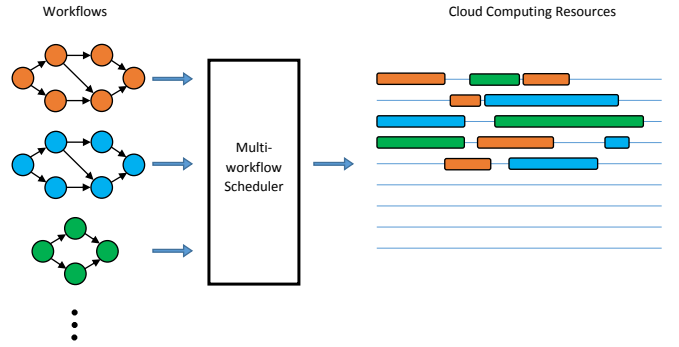 Workflows
Cloud Computing Resources
Multi-
workflow
Scheduler